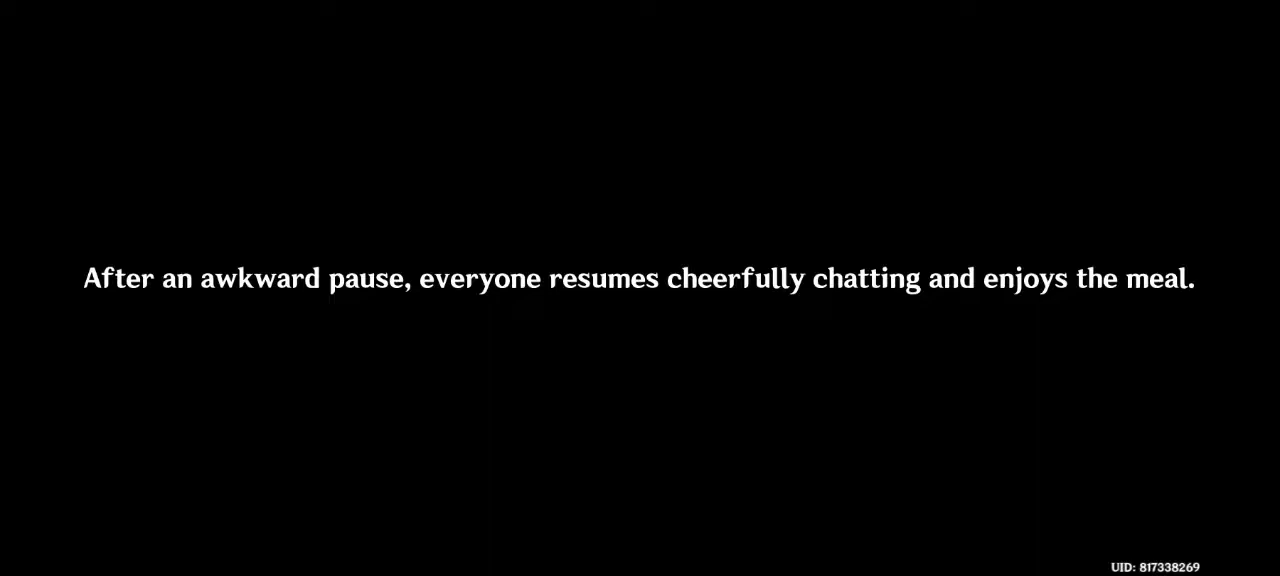 After an awkward pause, everyone resumes cheerfully chatting and enjoys the meal.
UID: 817338269